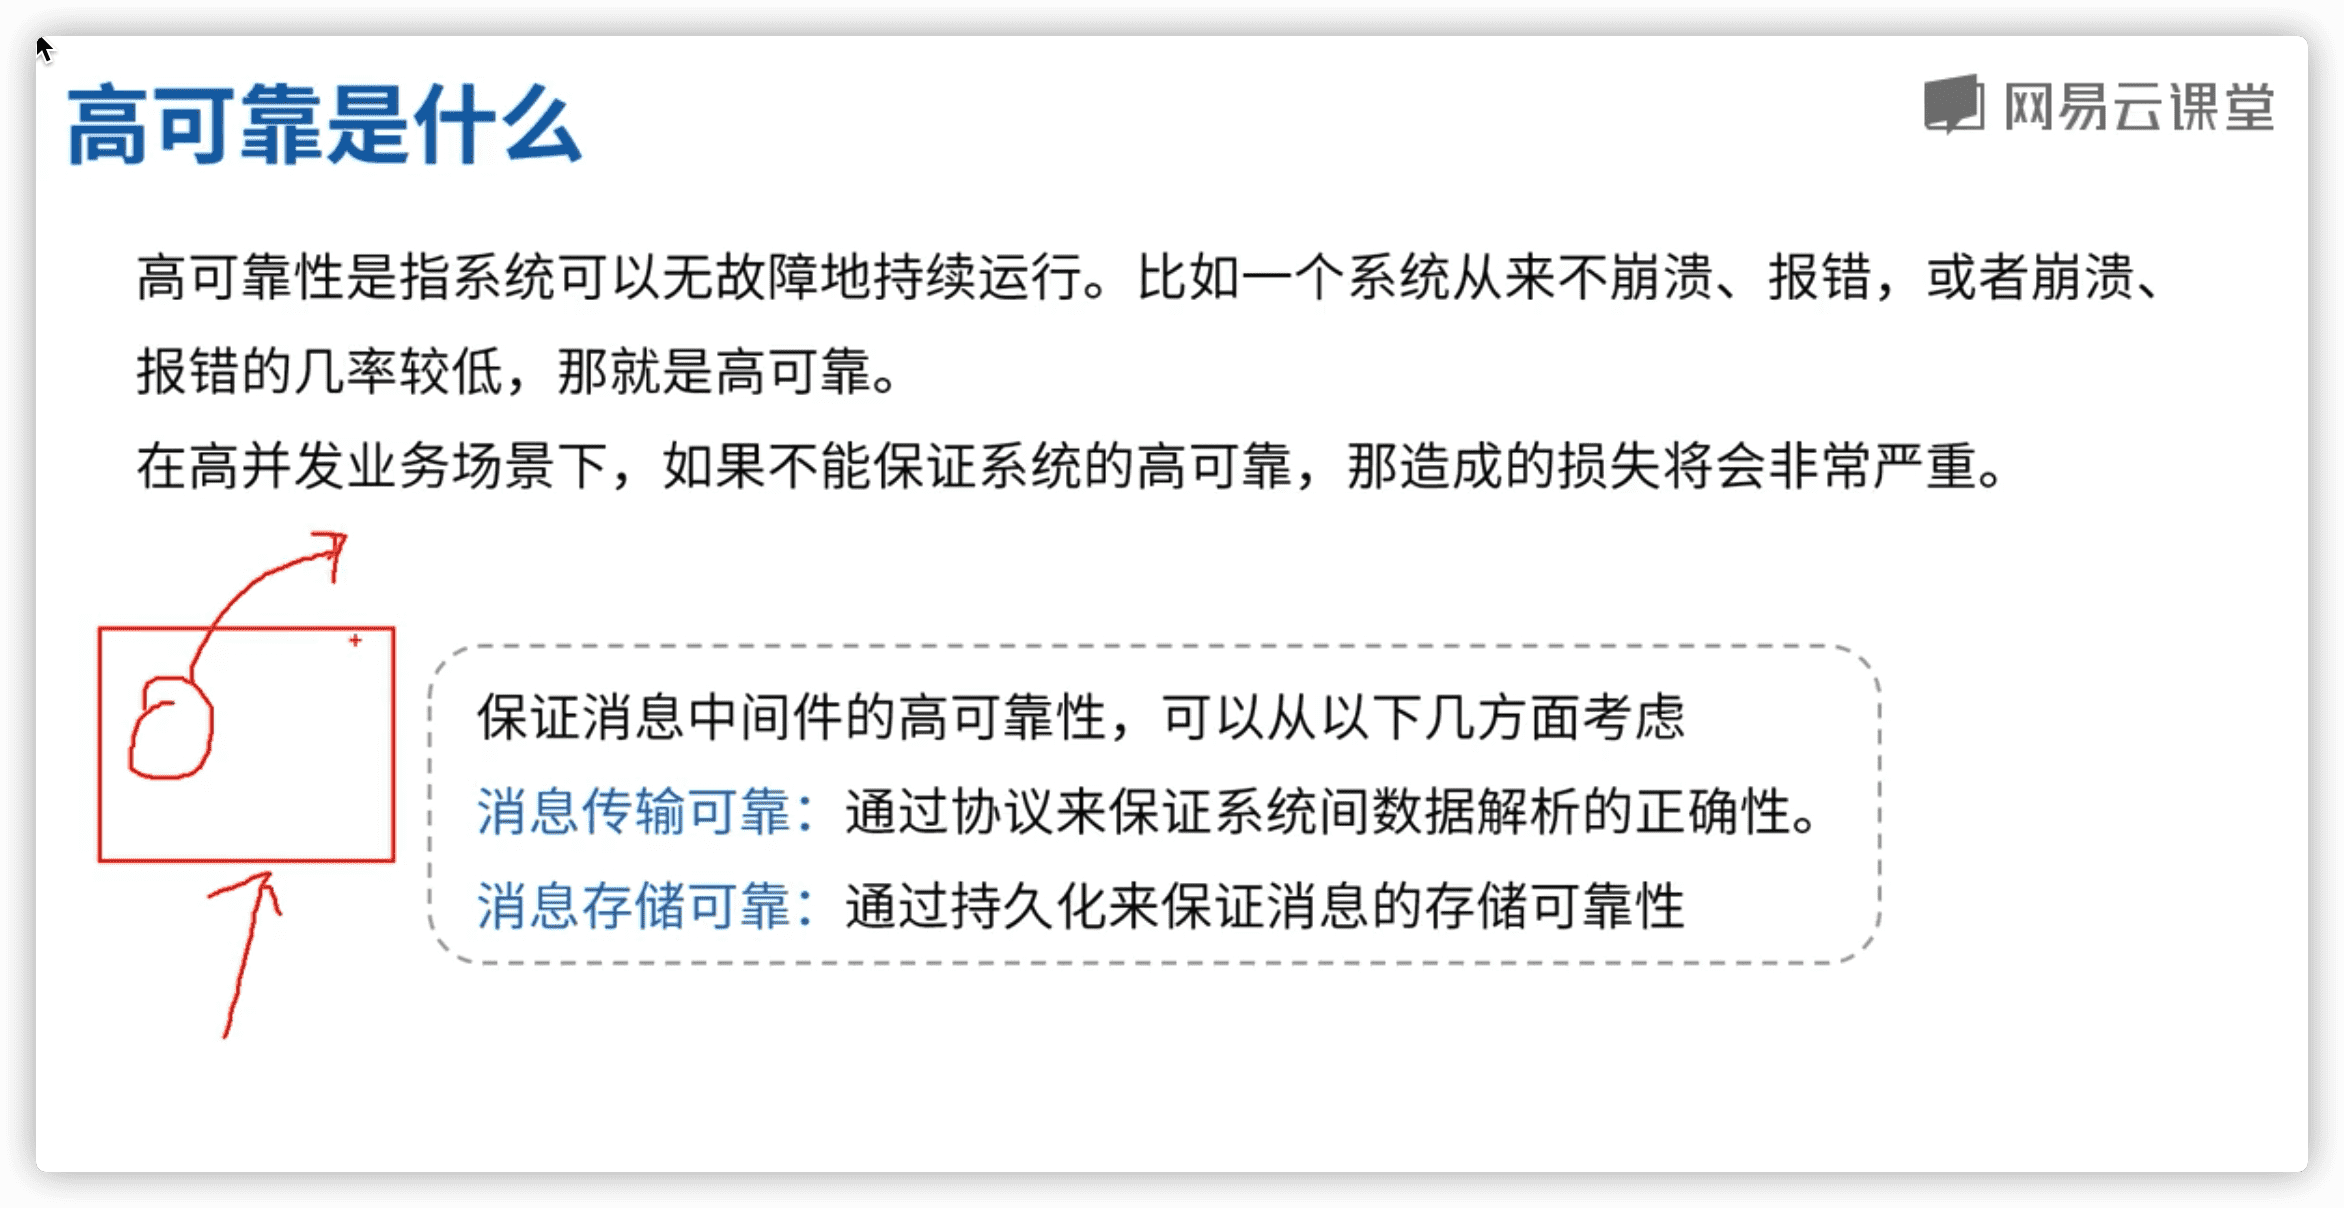 高可靠是什么
网易云课堂
高可靠性是指系统可以无故障地持续运行。比如一个系统从来不崩溃、报错，或者崩溃、
报错的几率较低，那就是高可靠。
在高并发业务场景下，如果不能保证系统的高可靠，那造成的损失将会非常严重。
保证消息中间件的高可靠性，可以从以下几方面考虑
消息传输可靠：通过协议来保证系统间数据解析的正确性。
消息存储可靠：通过持久化来保证消息的存储可靠性